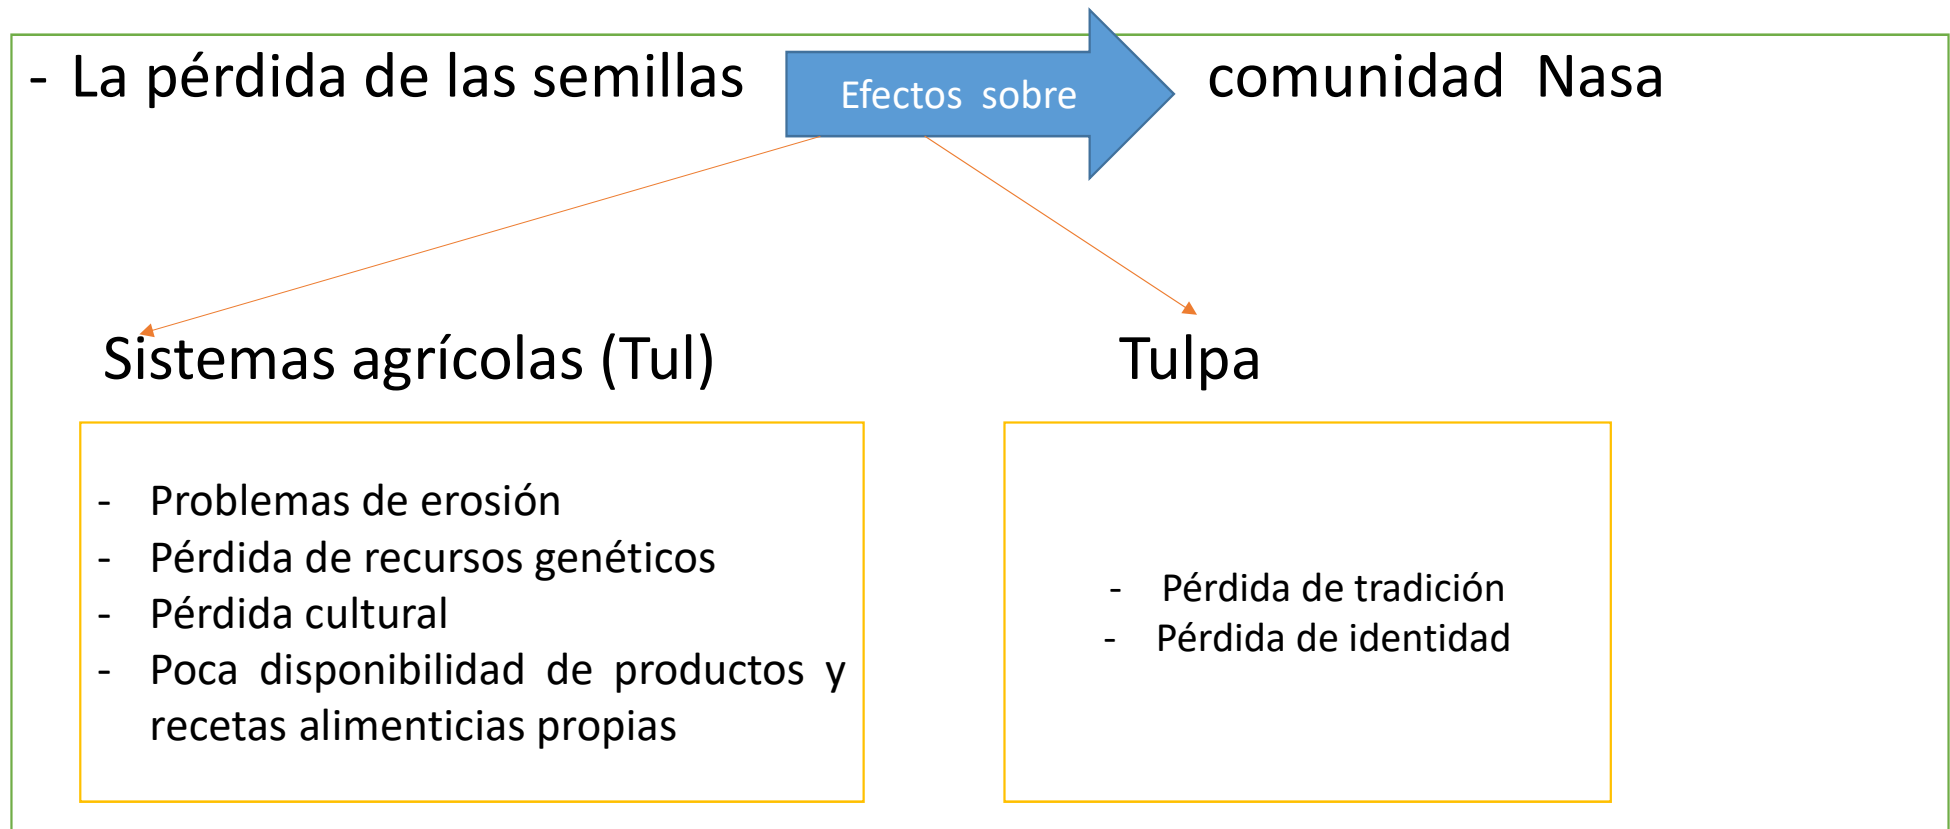 - La pérdida de las semillas
Efectos sobre
comunidad Nasa
Sistemas agrícolas (Tul)
- Problemas de erosión
- Pérdida de recursos genéticos
- Pérdida cultural
- Poca disponibilidad de productos y
recetas alimenticias propias
Tulpa
- Pérdida de tradición
- Pérdida de identidad